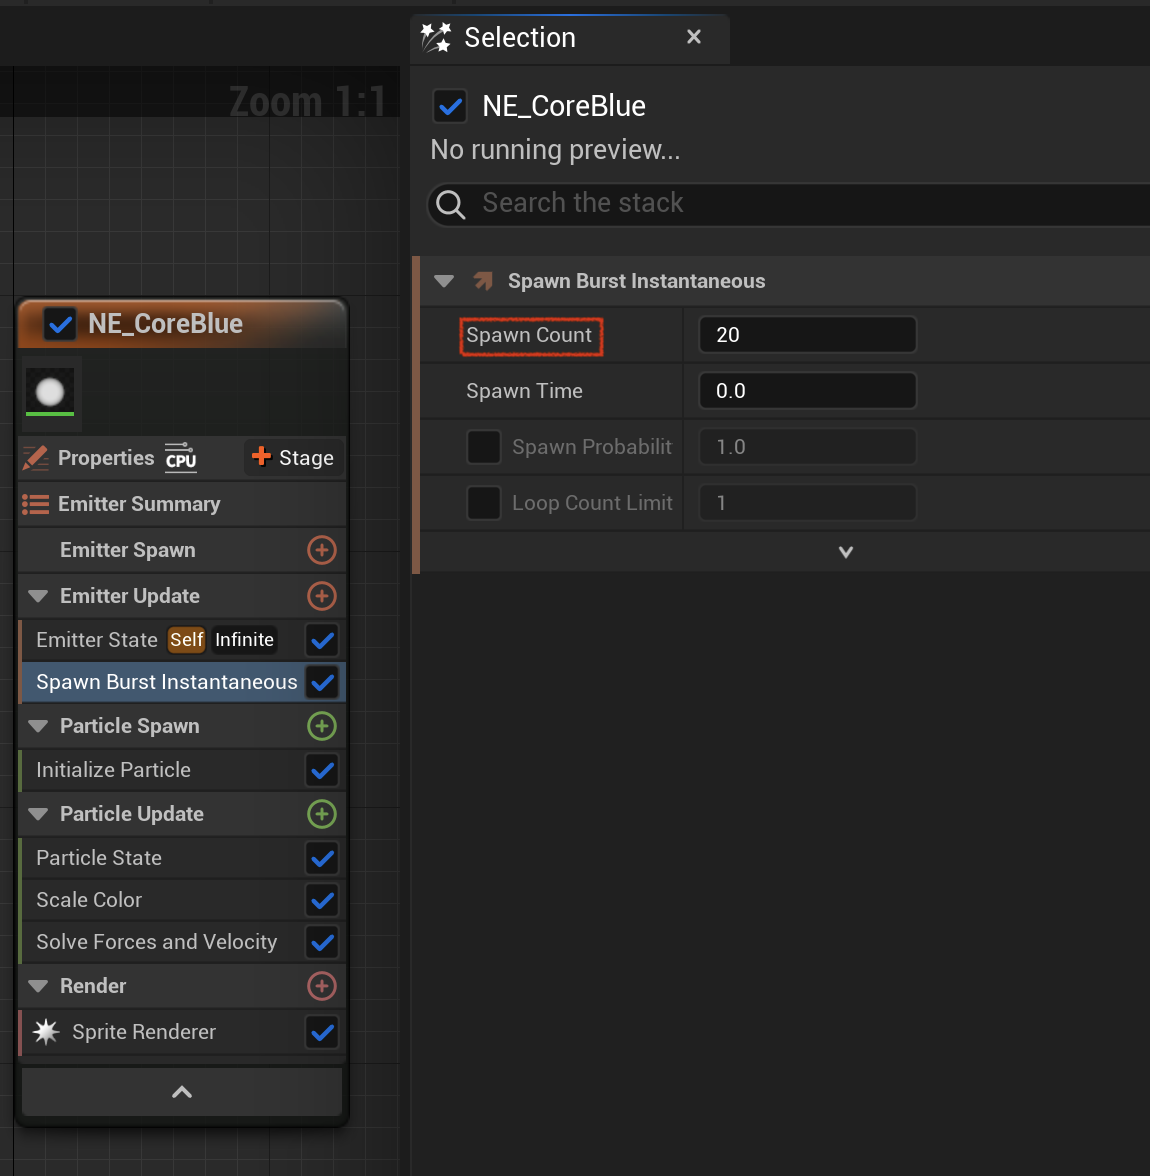 Selection
Zoom 1:1
NE_CoreBlue
No running preview...
Search the stack
Spawn Burst Instantaneous
Spawn Count
20
Spawn Time
0.0
Spawn Probabilit
1.0
Loop Count Limit
1
NE_CoreBlue
Properties CPU Stage
Emitter Summary
Emitter Spawn
Emitter Update
Emitter State Self Infinite
Spawn Burst Instantaneous
Particle Spawn
Initialize Particle
Particle Update
Particle State
Scale Color
Solve Forces and Velocity
Render
Sprite Renderer